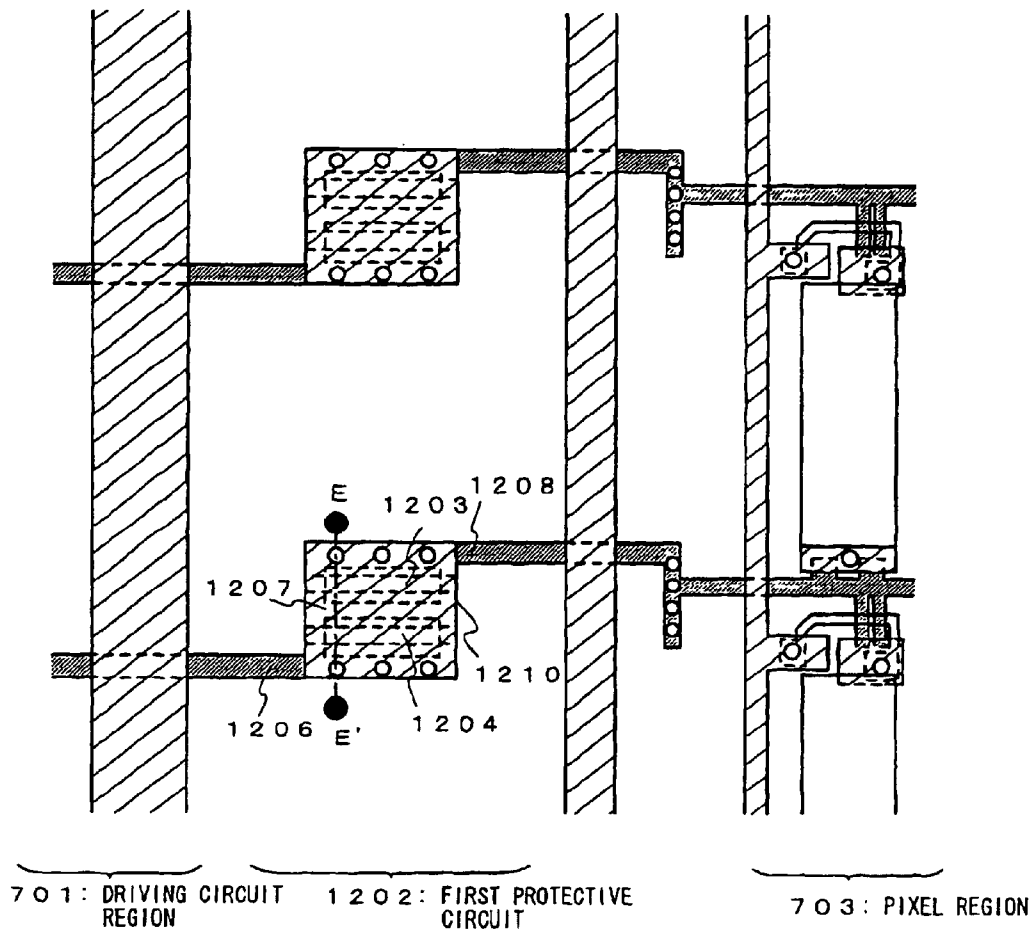 E
1203
1208
1207
1210
1206
E'
1204
701: DRIVING CIRCUIT
REGION
1202: FIRST PROTECTIVE
CIRCUIT
703: PIXEL REGION